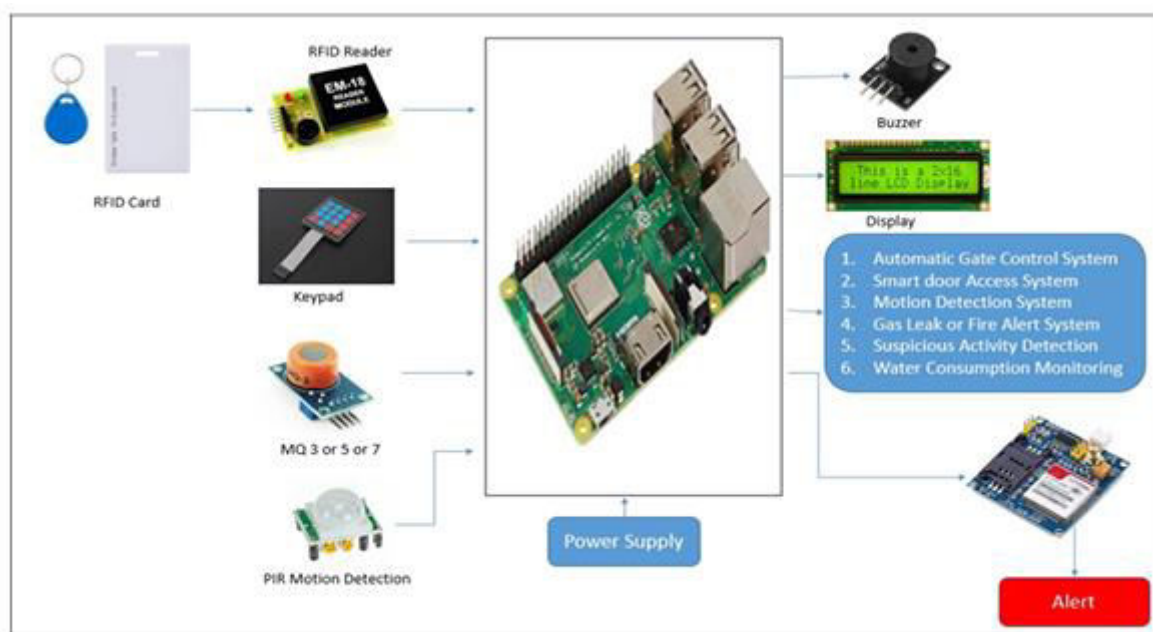 RFID Reader
EM-18
READER
MODULE
RFID Card
Keypad
MQ 3 or 5 or 7
PIR Motion Detection
Power Supply
Buzzer
This is a 2x16
line LCD Display
Display
1. Automatic Gate Control System
2. Smart door Access System
3. Motion Detection System
4. Gas Leak or Fire Alert System
5. Suspicious Activity Detection
6. Water Consumption Monitoring
Alert